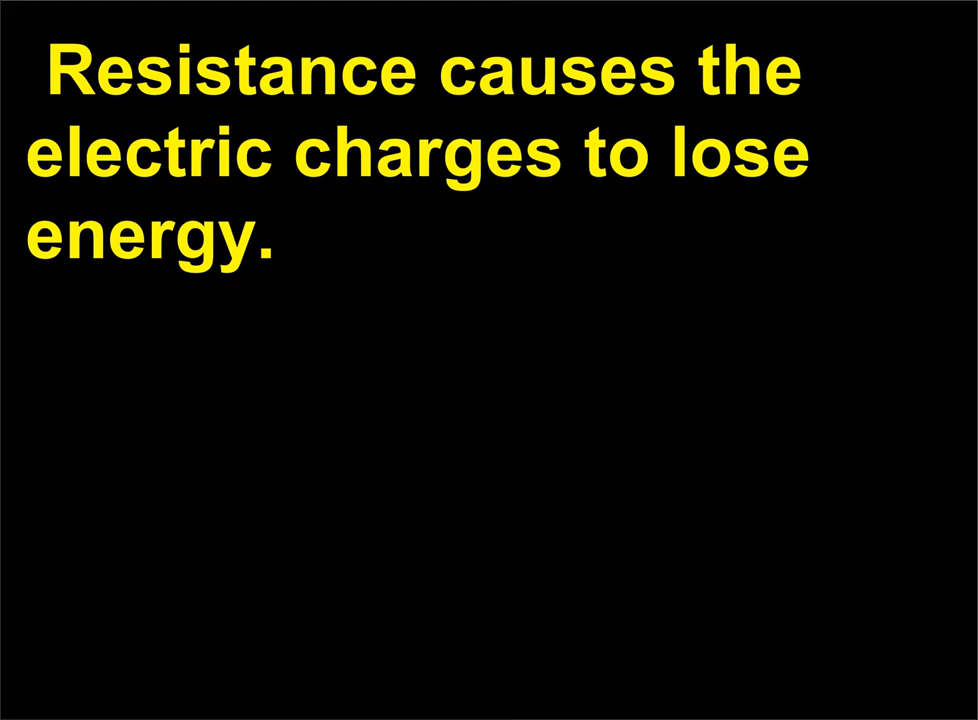 Resistance causes the
electric charges to lose
energy.